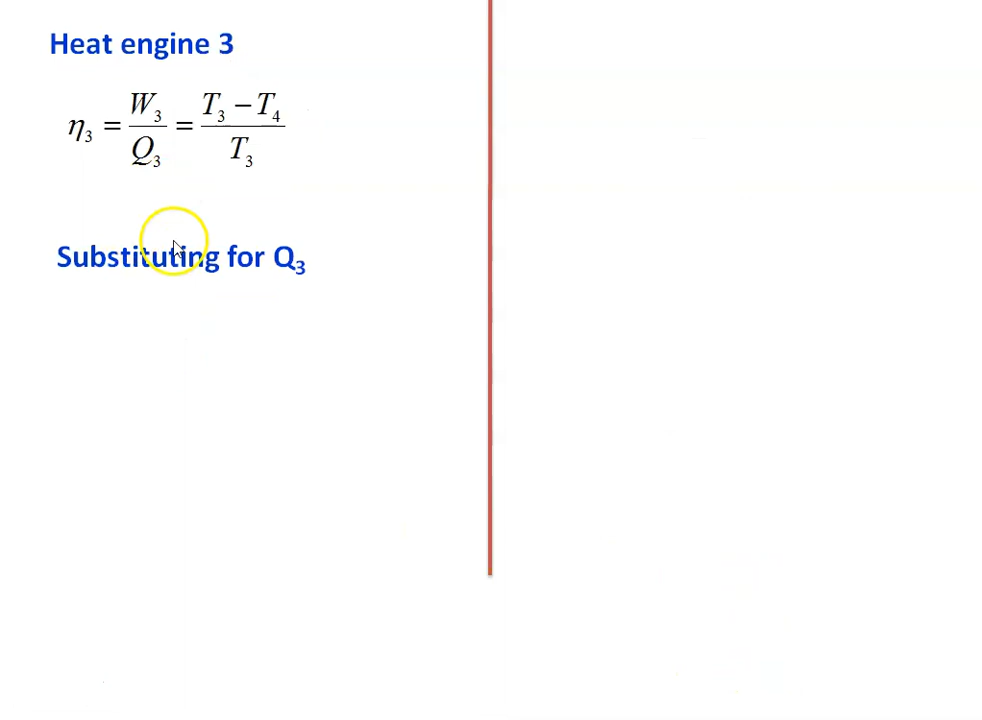 Heat engine 3
η₃ = W₃ / Q₃ = (T₃ − T₄) / T₃
Substituting for Q₃